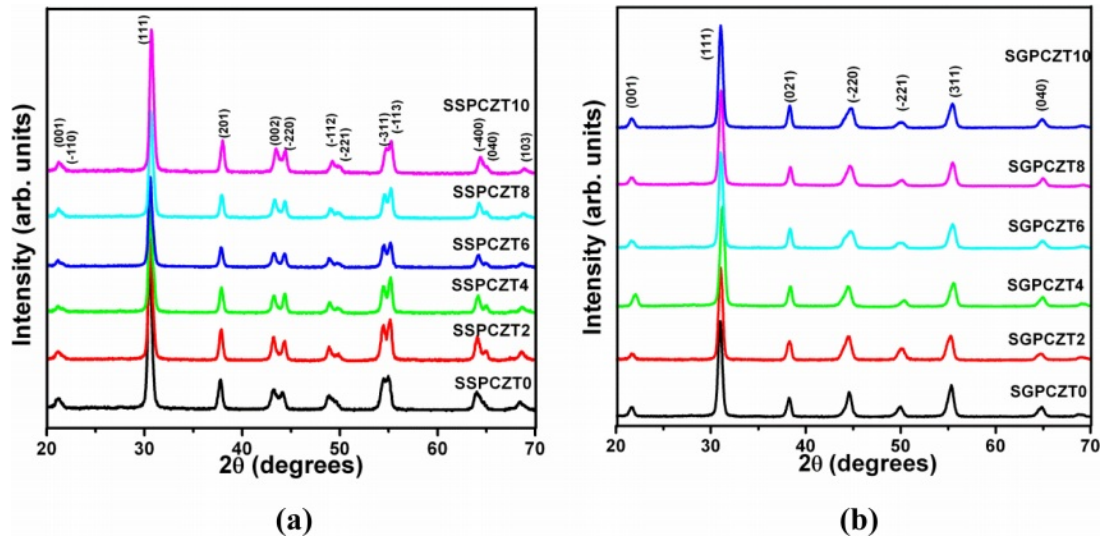 (111)
(001)
(-110)
(201)
(002)
(-220)
(-112)
(-221)
(-311)
(-113)
(-400)
(040)
(103)
SSPCZT10
SSPCZT8
SSPCZT6
SSPCZT4
SSPCZT2
SSPCZT0
Intensity (arb. units)
20 30 40 50 60 70
2θ (degrees)
(a)
(001)
(111)
(021)
(-220)
(-221)
(311)
(040)
SGPCZT10
SGPCZT8
SGPCZT6
SGPCZT4
SGPCZT2
SGPCZT0
Intensity (arb. units)
20 30 40 50 60 70
2θ (degrees)
(b)